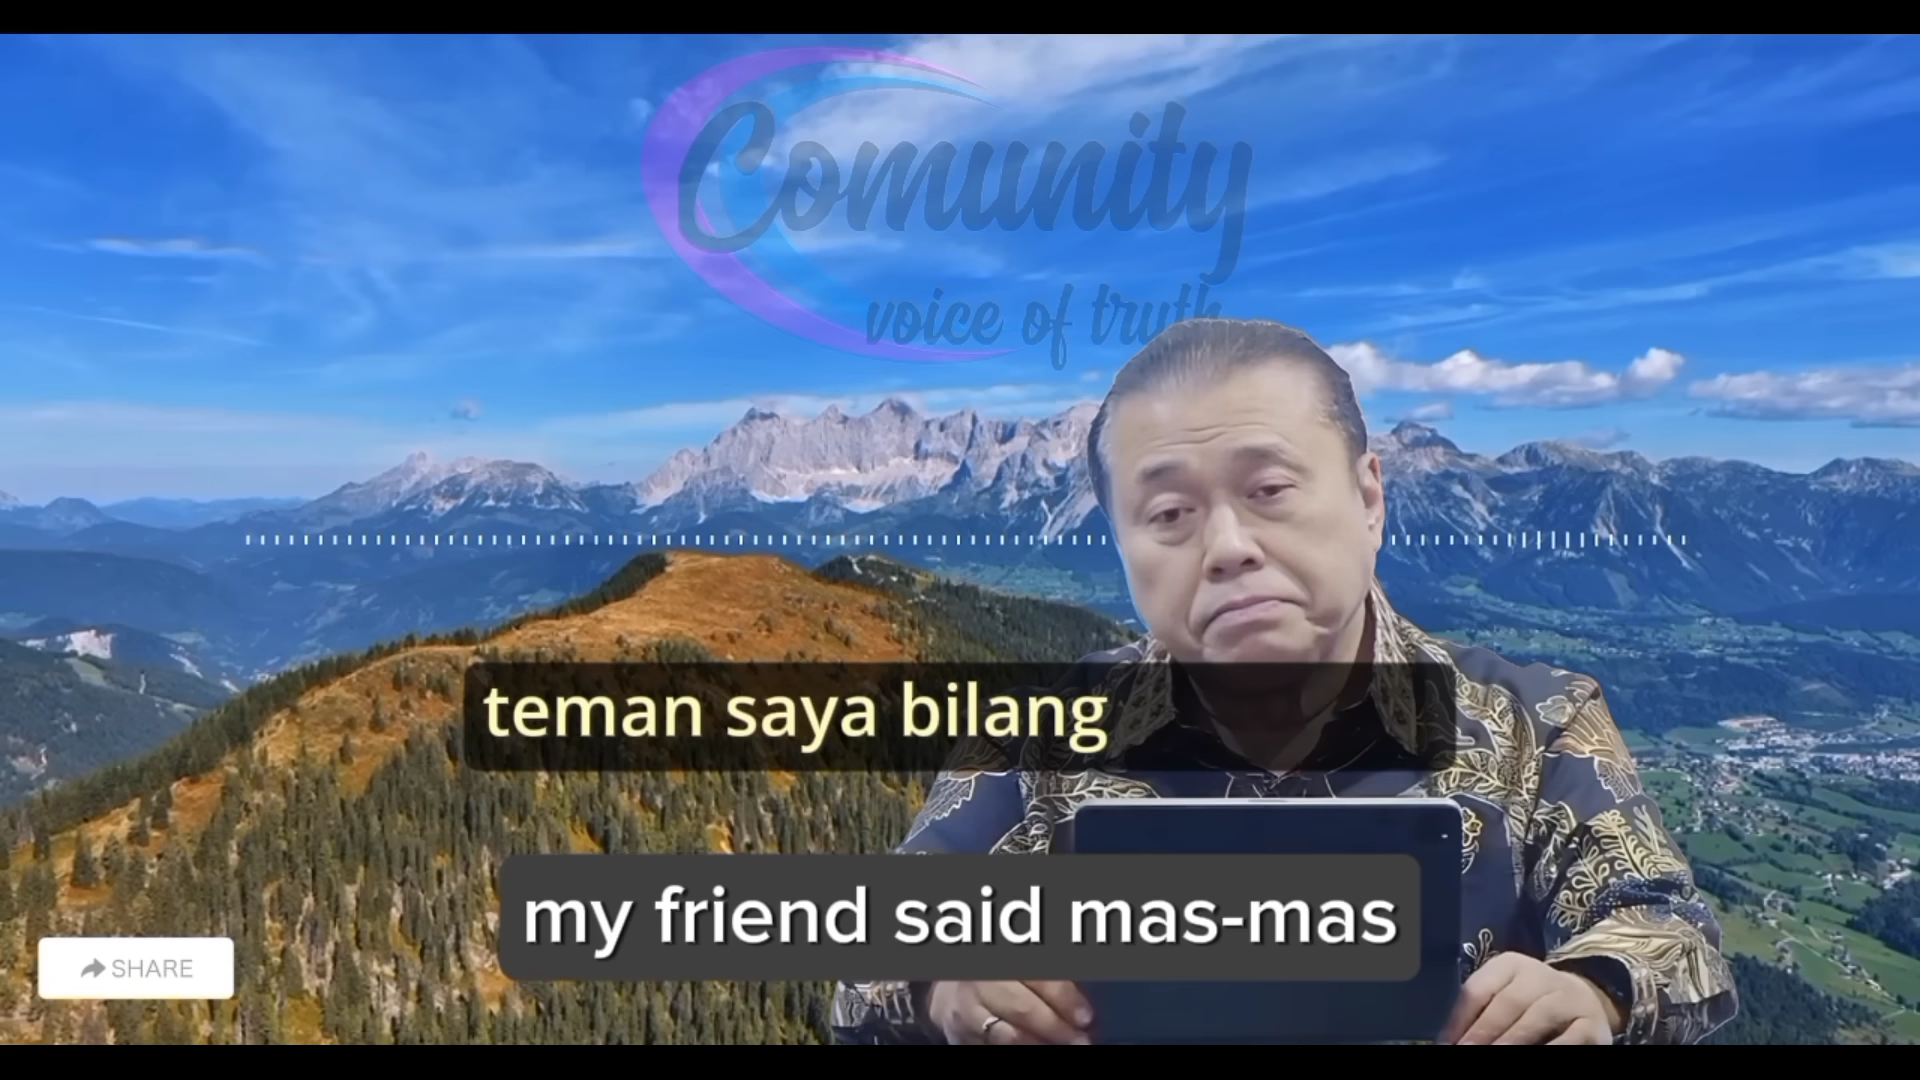 Comunity
voice of truth
teman saya bilang
my friend said mas-mas
SHARE